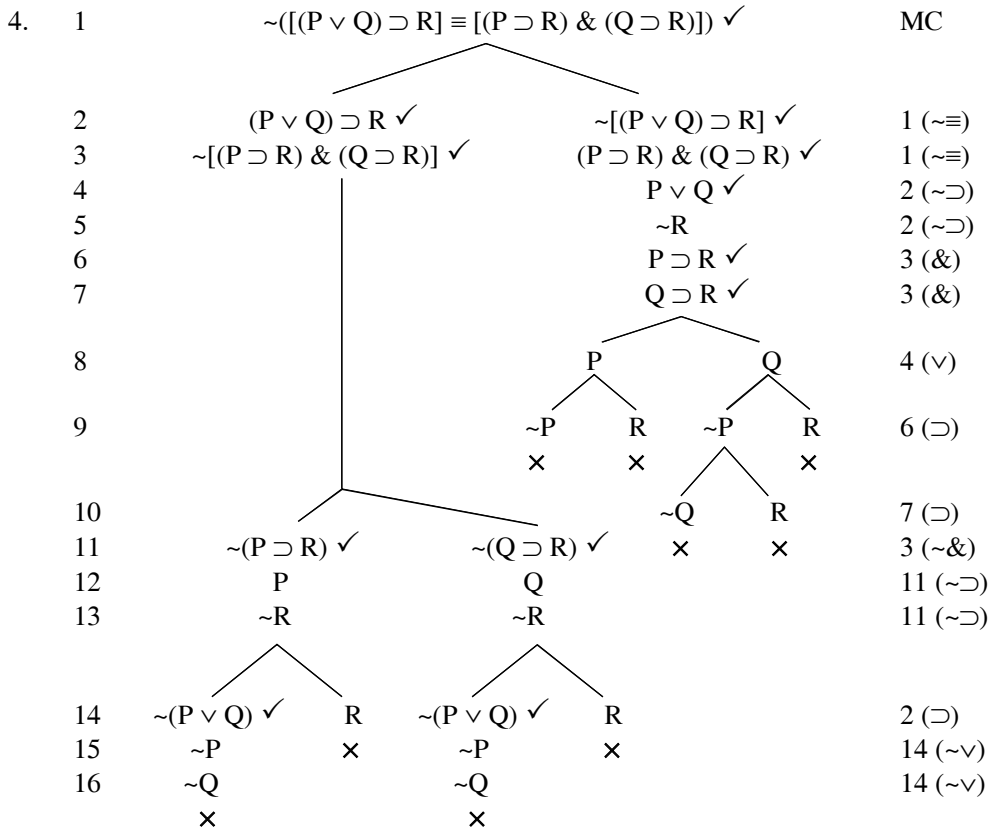 4. 1 ~([(P ∨ Q) ⊃ R] ≡ [(P ⊃ R) & (Q ⊃ R)]) ✓ MC
2 (P ∨ Q) ⊃ R ✓ ~[(P ∨ Q) ⊃ R] ✓ 1 (~≡)
3 ~[(P ⊃ R) & (Q ⊃ R)] ✓ (P ⊃ R) & (Q ⊃ R) ✓ 1 (~≡)
4 P ∨ Q ✓ 2 (~⊃)
5 ~R 2 (~⊃)
6 P ⊃ R ✓ 3 (&)
7 Q ⊃ R ✓ 3 (&)
8 P Q 4 (∨)
9 ~P R ~P R 6 (⊃)
× × ×
10 ~Q R 7 (⊃)
11 ~(P ⊃ R) ✓ ~(Q ⊃ R) ✓ × × 3 (~&)
12 P Q 11 (~⊃)
13 ~R ~R 11 (~⊃)
14 ~(P ∨ Q) ✓ R ~(P ∨ Q) ✓ R 2 (⊃)
15 ~P × ~P × 14 (~∨)
16 ~Q ~Q 14 (~∨)
× ×